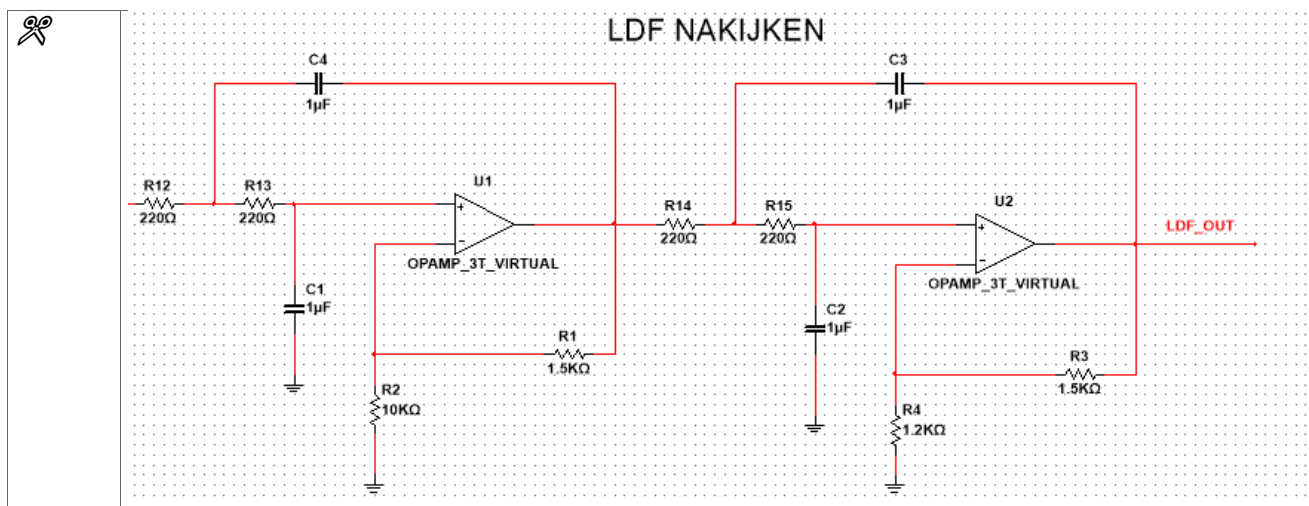 LDF NAKIJKEN
C4
1µF
C3
1µF
R12
220Ω
R13
220Ω
U1
+
-
OPAMP_3T_VIRTUAL
R14
220Ω
R15
220Ω
U2
+
-
OPAMP_3T_VIRTUAL
LDF_OUT
C1
1µF
C2
1µF
R1
1.5KΩ
R3
1.5KΩ
R2
10KΩ
R4
1.2KΩ